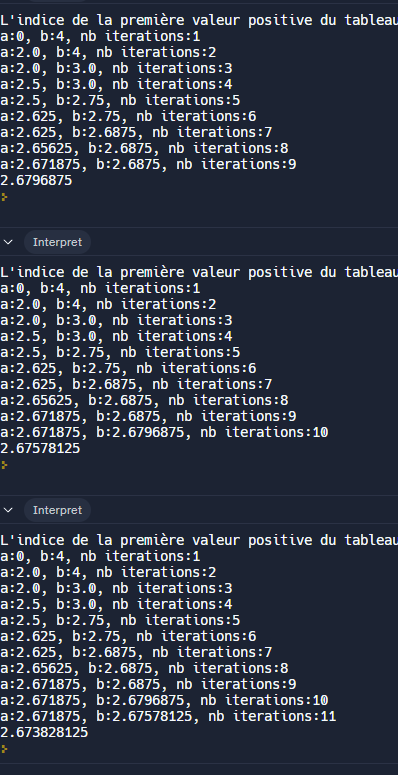 L'indice de la première valeur positive du tableau
a:0, b:4, nb iterations:1
a:2.0, b:4, nb iterations:2
a:2.0, b:3.0, nb iterations:3
a:2.5, b:3.0, nb iterations:4
a:2.5, b:2.75, nb iterations:5
a:2.625, b:2.75, nb iterations:6
a:2.625, b:2.6875, nb iterations:7
a:2.65625, b:2.6875, nb iterations:8
a:2.671875, b:2.6875, nb iterations:9
2.6796875
Interpret
L'indice de la première valeur positive du tableau
a:0, b:4, nb iterations:1
a:2.0, b:4, nb iterations:2
a:2.0, b:3.0, nb iterations:3
a:2.5, b:3.0, nb iterations:4
a:2.5, b:2.75, nb iterations:5
a:2.625, b:2.75, nb iterations:6
a:2.625, b:2.6875, nb iterations:7
a:2.65625, b:2.6875, nb iterations:8
a:2.671875, b:2.6875, nb iterations:9
a:2.671875, b:2.6796875, nb iterations:10
2.67578125
Interpret
L'indice de la première valeur positive du tableau
a:0, b:4, nb iterations:1
a:2.0, b:4, nb iterations:2
a:2.0, b:3.0, nb iterations:3
a:2.5, b:3.0, nb iterations:4
a:2.5, b:2.75, nb iterations:5
a:2.625, b:2.75, nb iterations:6
a:2.625, b:2.6875, nb iterations:7
a:2.65625, b:2.6875, nb iterations:8
a:2.671875, b:2.6875, nb iterations:9
a:2.671875, b:2.6796875, nb iterations:10
a:2.671875, b:2.67578125, nb iterations:11
2.673828125